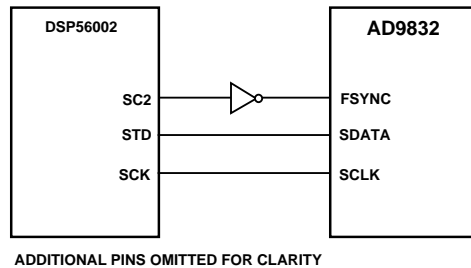 DSP56002
AD9832
SC2
FSYNC
STD
SDATA
SCK
SCLK
ADDITIONAL PINS OMITTED FOR CLARITY